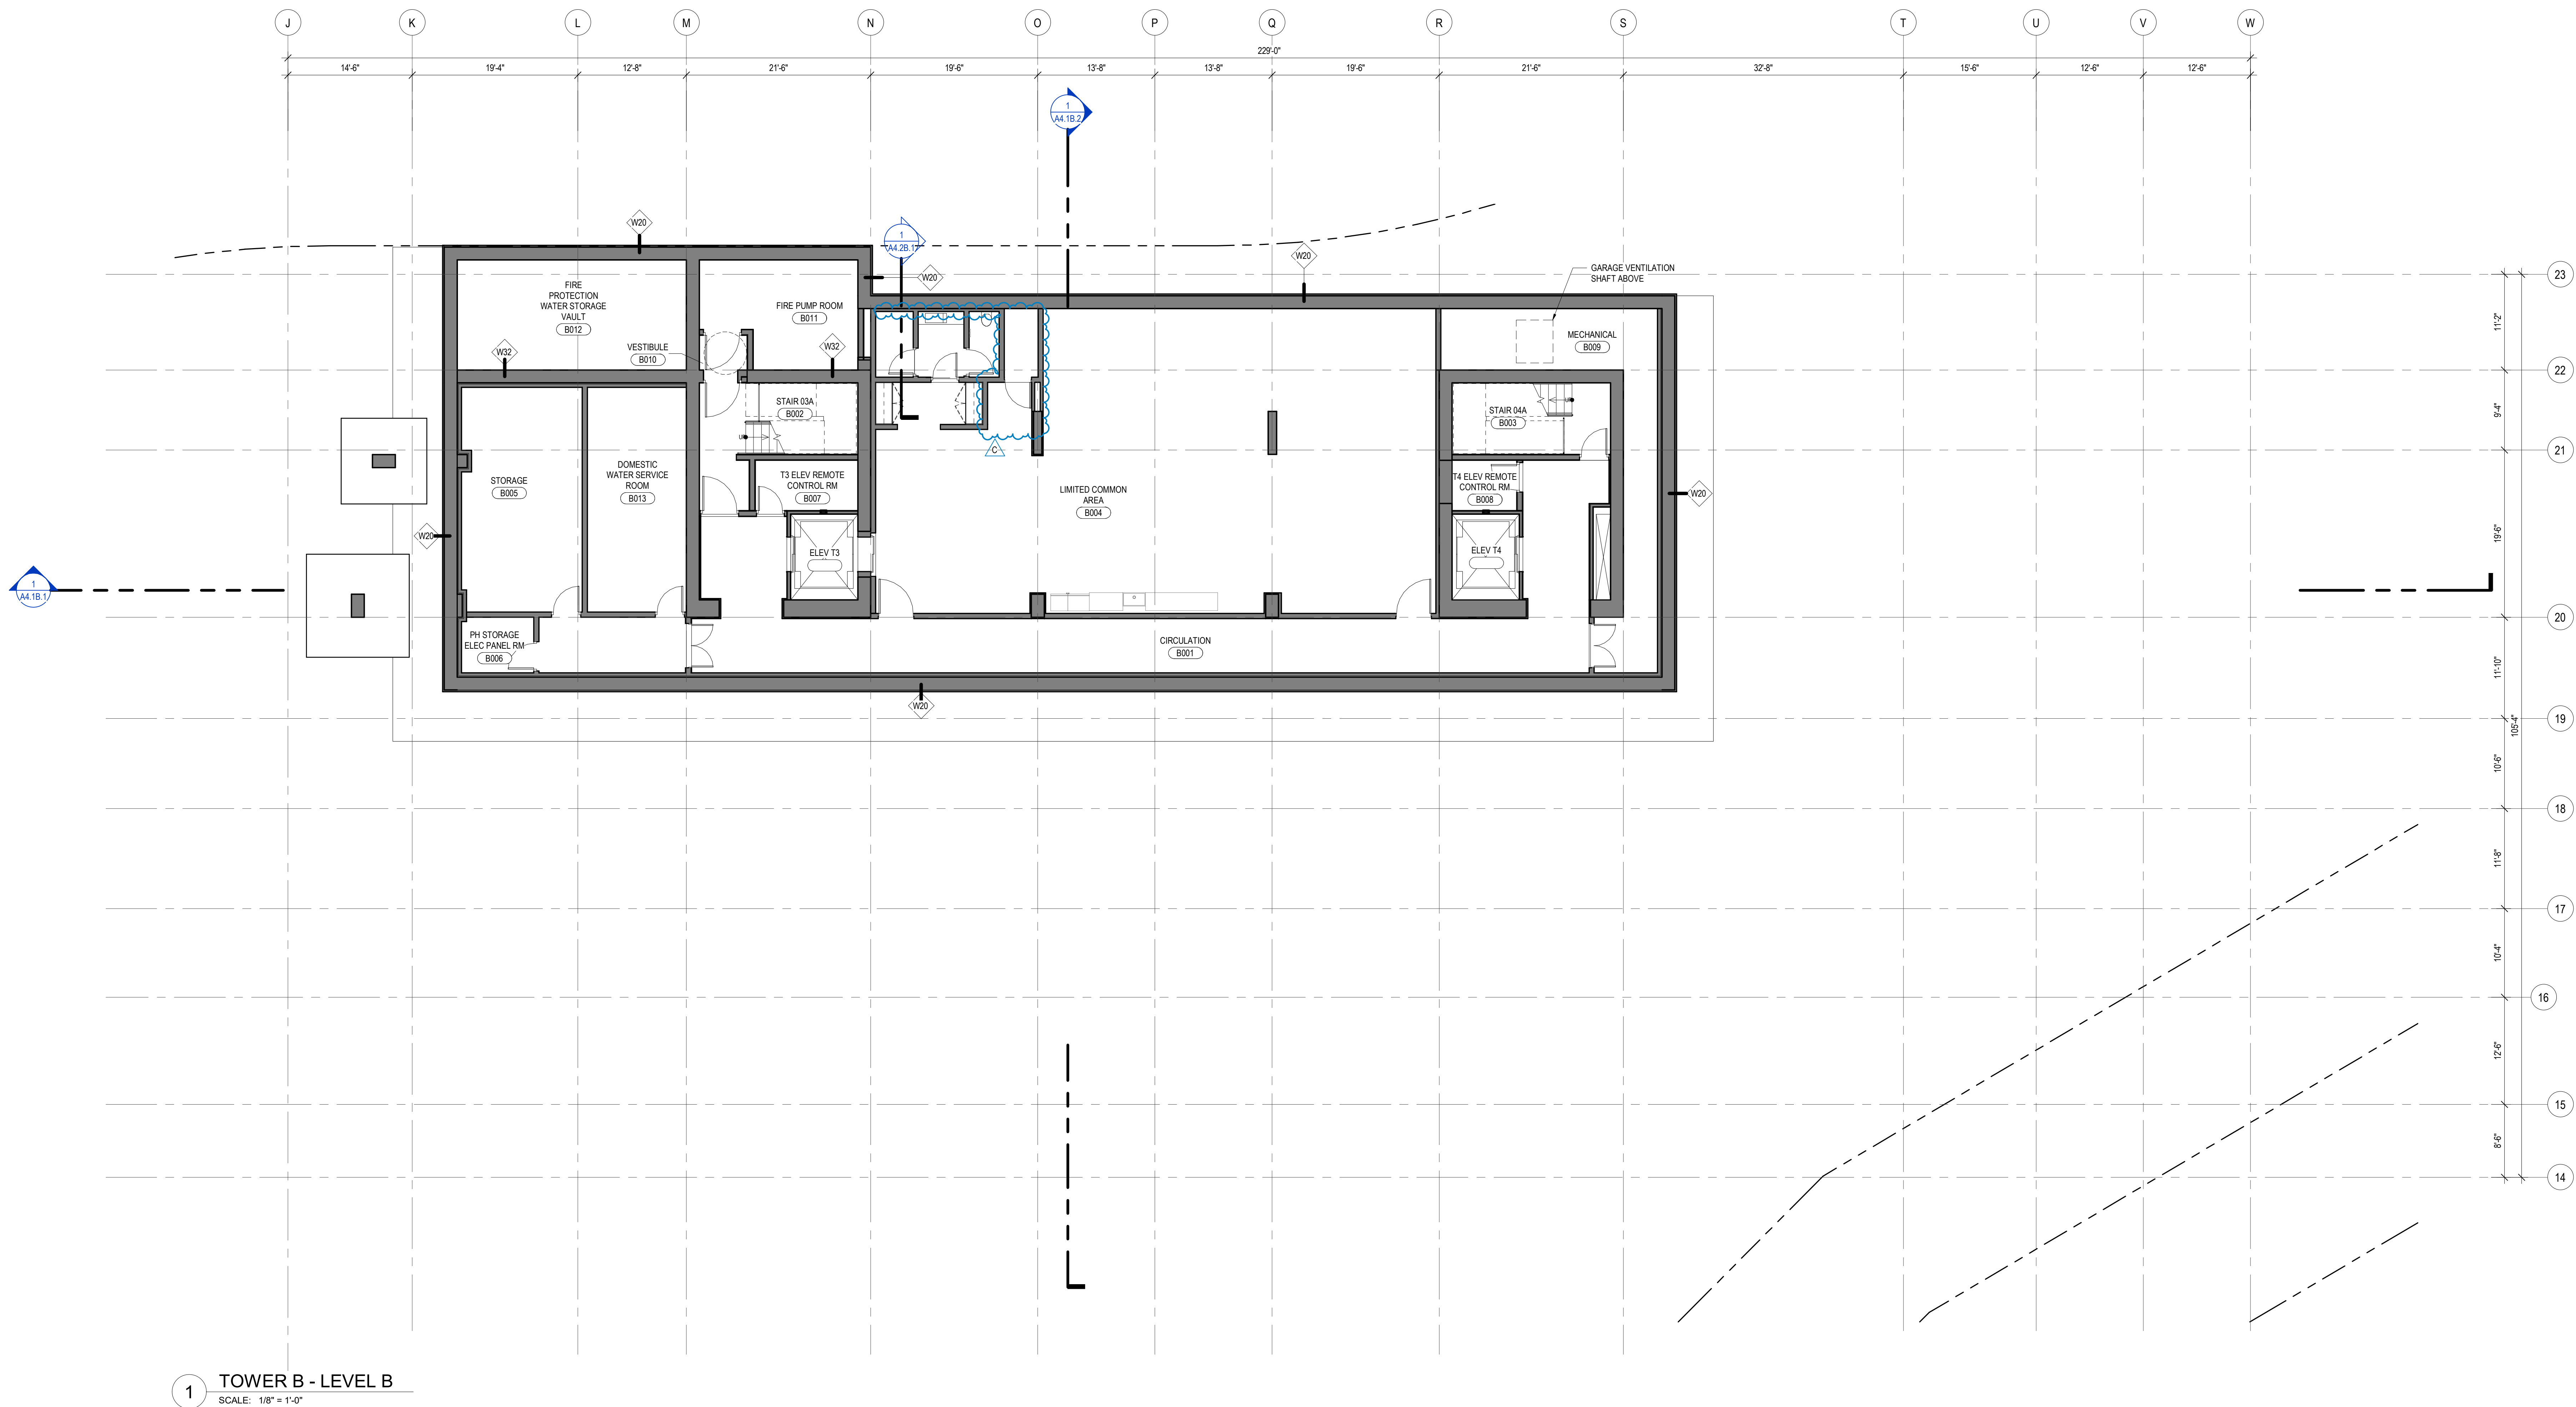 J K L M N O P Q R S T U V W
229'-0"
14'-6" 19'-4" 12'-8" 21'-6" 19'-6" 13'-8" 13'-8" 19'-6" 21'-6" 32'-8" 15'-6" 12'-6" 12'-6"
1
A4.1B.2
W20
1
A4.2B.1
W20
W20
GARAGE VENTILATION
SHAFT ABOVE
23
FIRE
PROTECTION
WATER STORAGE
VAULT
B012
FIRE PUMP ROOM
B011
11'-2"
MECHANICAL
B009
VESTIBULE
B010
W32
W32
22
STAIR 03A
B002
UP
STAIR 04A
B003
UP
9'-4"
C
21
STORAGE
B005
DOMESTIC
WATER SERVICE
ROOM
B013
T3 ELEV REMOTE
CONTROL RM
B007
LIMITED COMMON
AREA
B004
T4 ELEV REMOTE
CONTROL RM
B008
W20
W20
19'-6"
ELEV T3
ELEV T4
1
A4.1B.1
20
PH STORAGE
ELEC PANEL RM
B006
CIRCULATION
B001
11'-10"
W20
19
105'-4"
10'-6"
18
11'-8"
17
10'-4"
16
12'-6"
15
8'-6"
14
1
TOWER B - LEVEL B
SCALE: 1/8" = 1'-0"